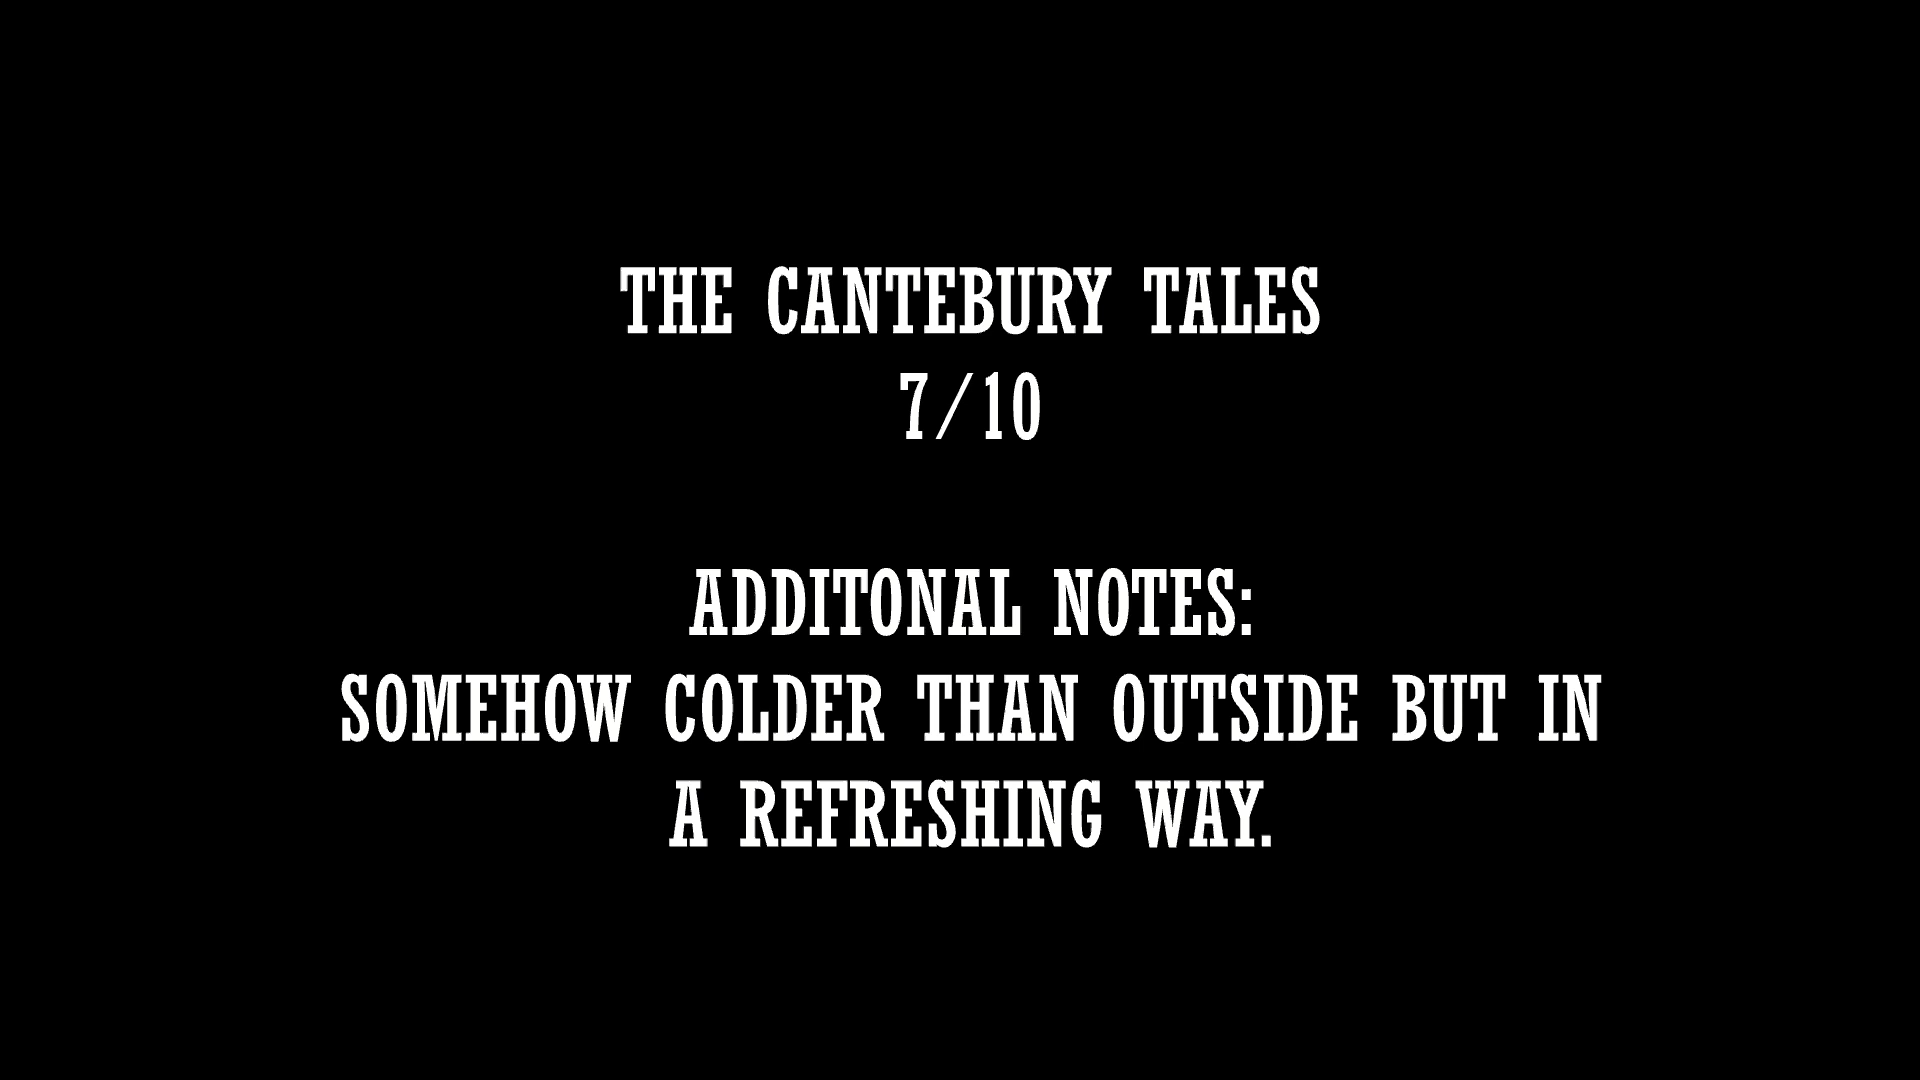 THE CANTEBURY TALES
7/10
ADDITONAL NOTES:
SOMEHOW COLDER THAN OUTSIDE BUT IN
A REFRESHING WAY.